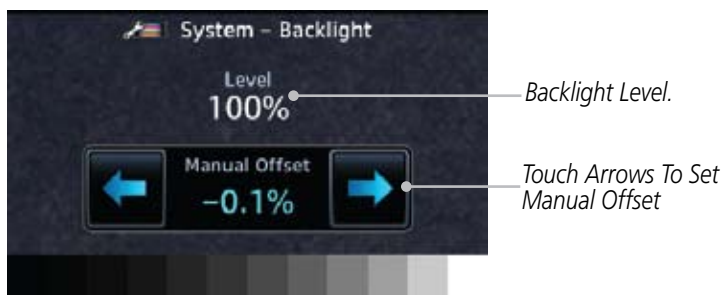 System – Backlight
Level
100%
Backlight Level.
Manual Offset
–0.1%
Touch Arrows To Set
Manual Offset